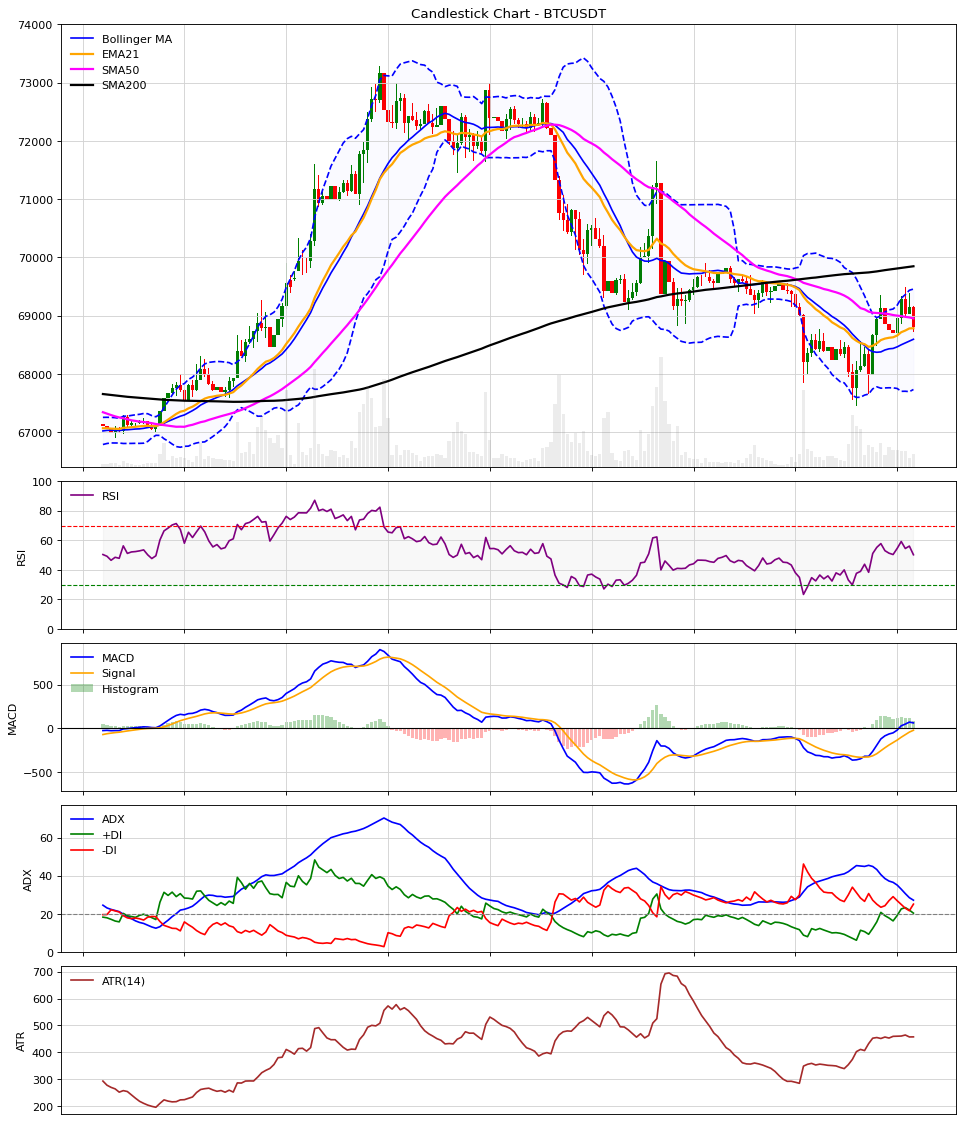 Candlestick Chart - BTCUSDT
74000
73000
72000
71000
70000
69000
68000
67000
Bollinger MA
EMA21
SMA50
SMA200
100
80
60
40
20
0
RSI
RSI
500
0
−500
MACD
MACD
Signal
Histogram
60
40
20
0
ADX
ADX
+DI
-DI
700
600
500
400
300
200
ATR
ATR(14)